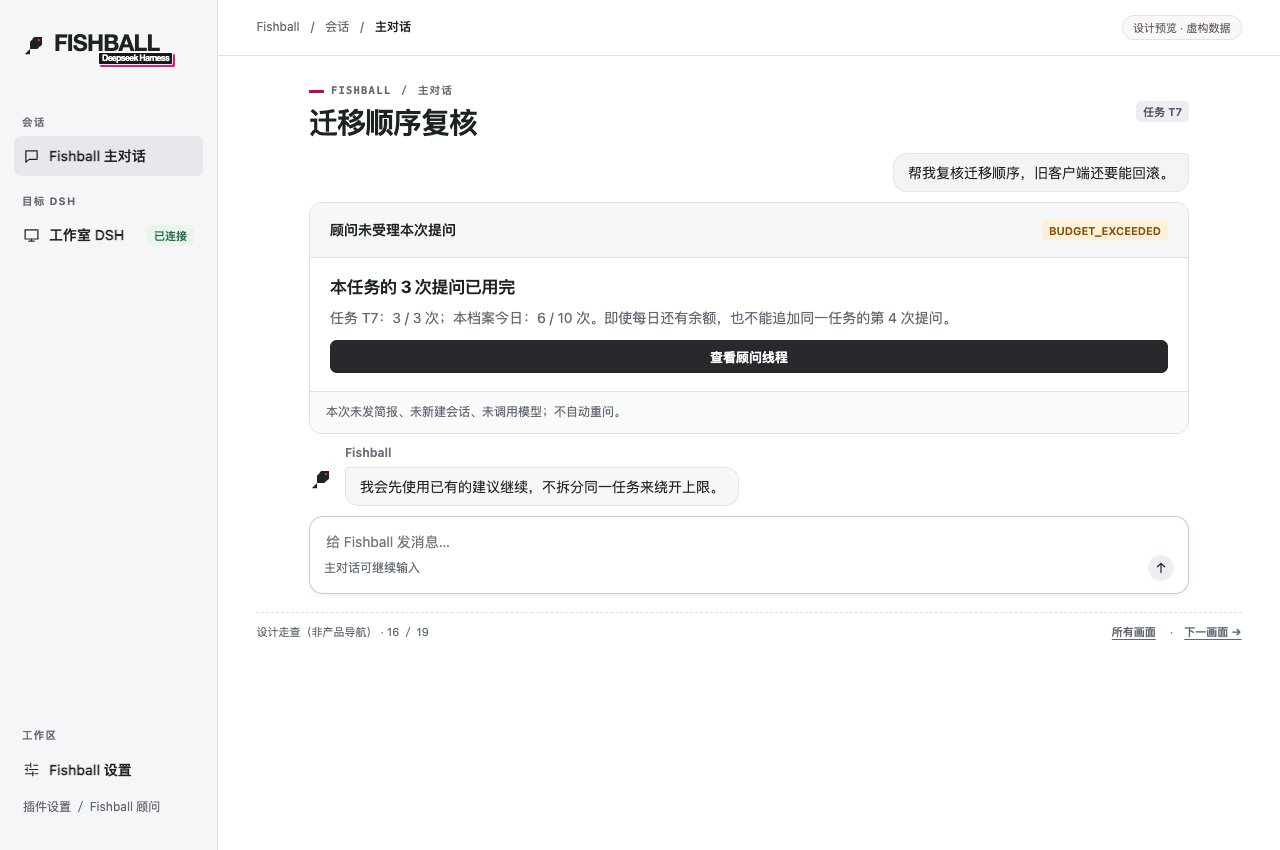 FISHBALL
Deepseek Harness
会话
Fishball 主对话
目标 DSH
工作室 DSH 已连接
工作区
Fishball 设置
插件设置 / Fishball 顾问
Fishball / 会话 / 主对话
设计预览 · 虚构数据
FISHBALL / 主对话
迁移顺序复核
任务 T7
帮我复核迁移顺序，旧客户端还要能回滚。
顾问未受理本次提问
BUDGET_EXCEEDED
本任务的 3 次提问已用完
任务 T7：3 / 3 次；本档案今日：6 / 10 次。即使每日还有余额，也不能追加同一任务的第 4 次提问。
查看顾问线程
本次未发简报、未新建会话、未调用模型；不自动重问。
Fishball
我会先使用已有的建议继续，不拆分同一任务来绕开上限。
给 Fishball 发消息...
主对话可继续输入
设计走查（非产品导航） · 16 / 19
所有画面 · 下一画面 →